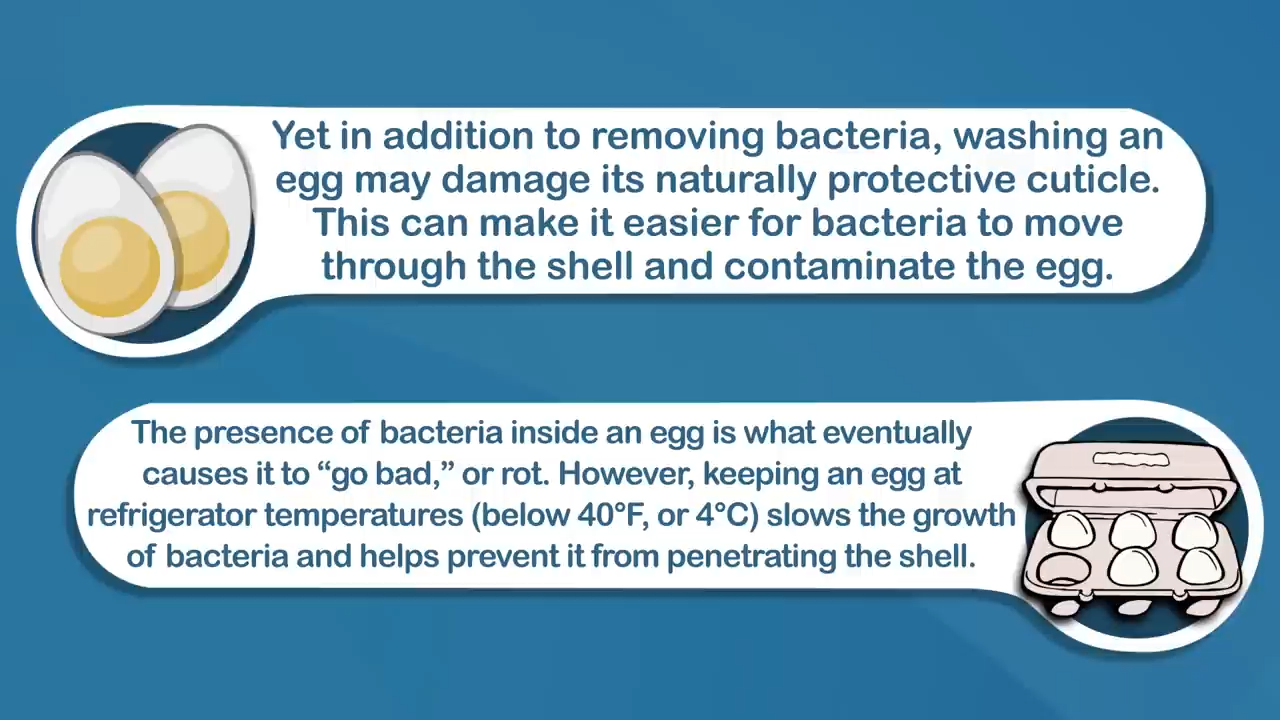 Yet in addition to removing bacteria, washing an
egg may damage its naturally protective cuticle.
This can make it easier for bacteria to move
through the shell and contaminate the egg.
The presence of bacteria inside an egg is what eventually
causes it to “go bad,” or rot. However, keeping an egg at
refrigerator temperatures (below 40°F, or 4°C) slows the growth
of bacteria and helps prevent it from penetrating the shell.